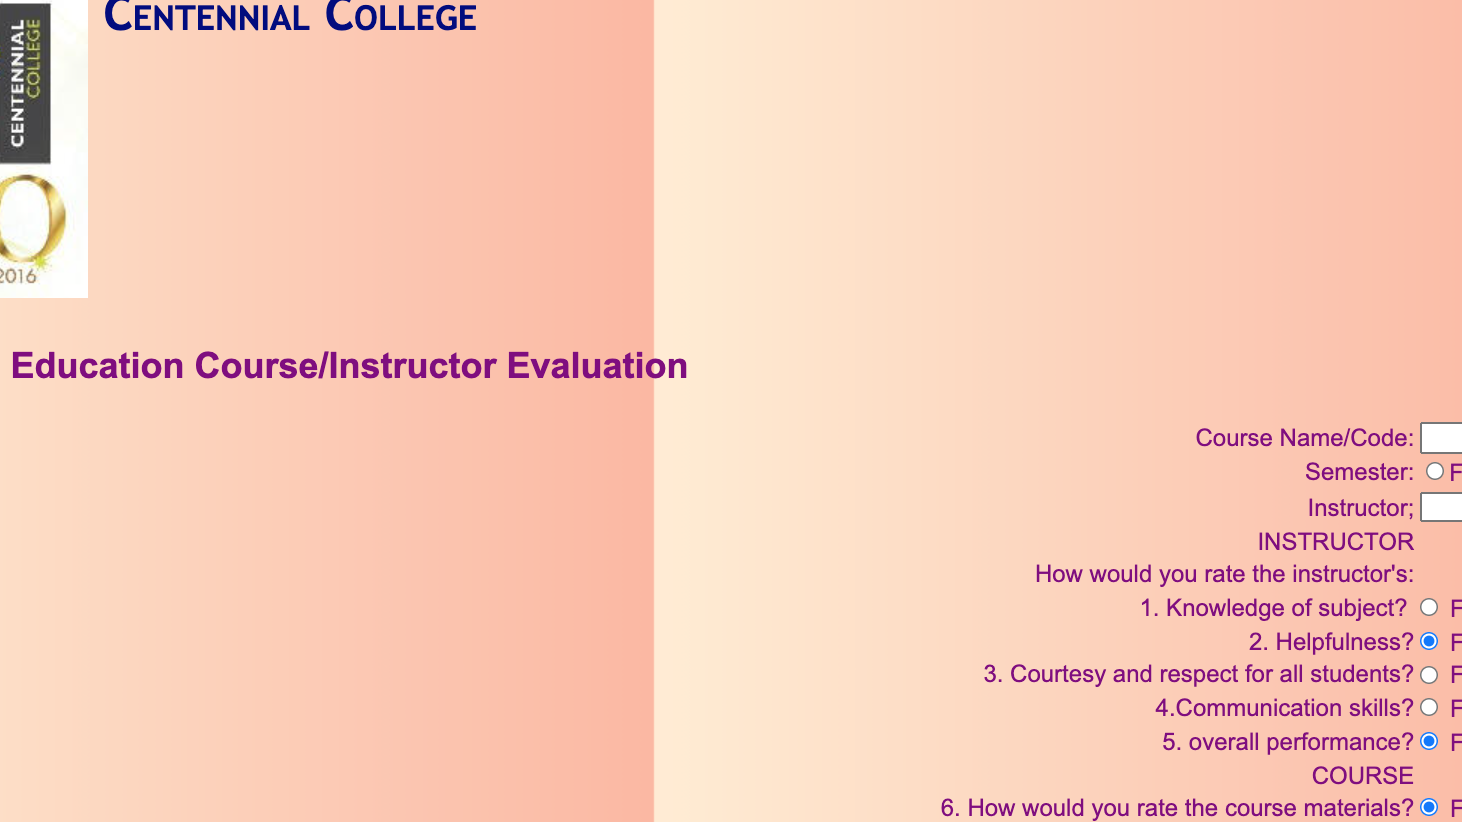 CENTENNIAL COLLEGE
CENTENNIAL
COLLEGE
2016
Education Course/Instructor Evaluation
Course Name/Code:
Semester: F
Instructor;
INSTRUCTOR
How would you rate the instructor's:
1. Knowledge of subject? F
2. Helpfulness? F
3. Courtesy and respect for all students? F
4.Communication skills? F
5. overall performance? F
COURSE
6. How would you rate the course materials? F